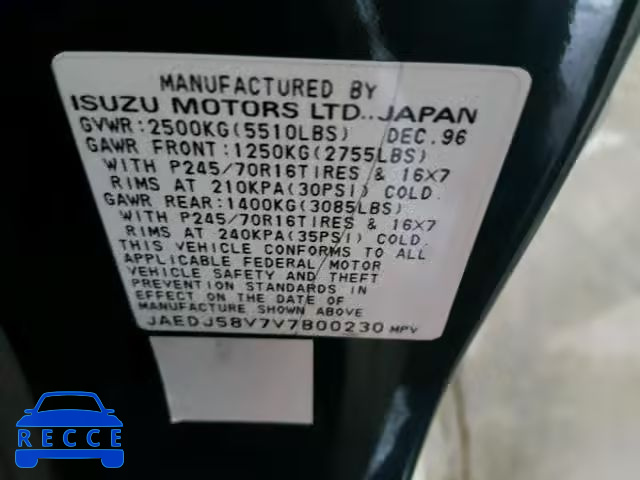 MANUFACTURED BY
ISUZU MOTORS LTD., JAPAN
GVWR:2500KG(5510LBS) DEC.96
GAWR FRONT:1250KG(2755LBS)
WITH P245/70R16TIRES & 16X7
RIMS AT 210KPA(30PSI) COLD.
GAWR REAR:1400KG(3085LBS)
WITH P245/70R16TIRES & 16X7
RIMS AT 240KPA(35PSI) COLD.
THIS VEHICLE CONFORMS TO ALL
APPLICABLE FEDERAL MOTOR
VEHICLE SAFETY AND THEFT
PREVENTION STANDARDS IN
EFFECT ON THE DATE OF
MANUFACTURE SHOWN ABOVE
JAEDJ58V7V7B00230 MPV
RECCE